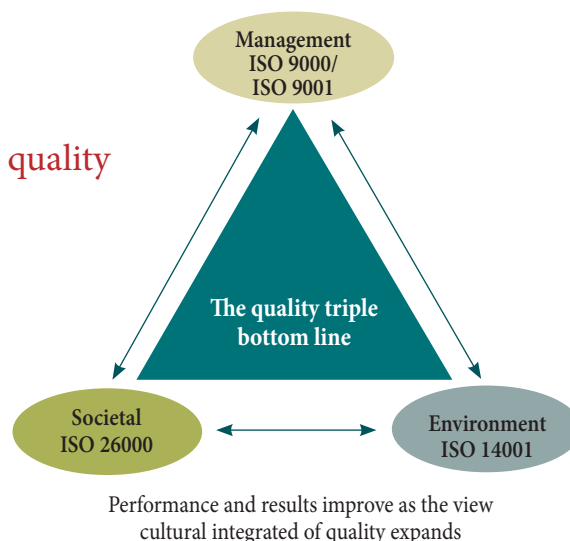 Management
ISO 9000/
ISO 9001
quality
The quality triple
bottom line
Societal
ISO 26000
Environment
ISO 14001
Performance and results improve as the view
cultural integrated of quality expands